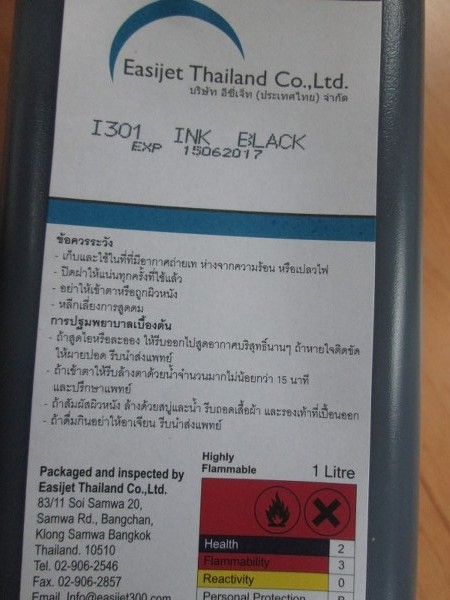 Easijet Thailand Co.,Ltd.
บริษัท อีซี่เจ็ท (ประเทศไทย) จำกัด
I301 INK BLACK
EXP 15062017
ข้อควรระวัง
- เก็บและใช้ในที่ที่มีอากาศถ่ายเท ห่างจากความร้อน หรือเปลวไฟ
- ปิดฝาให้แน่นทุกครั้งที่ใช้แล้ว
- อย่าให้เข้าตาหรือถูกผิวหนัง
- หลีกเลี่ยงการสูดดม
การปฐมพยาบาลเบื้องต้น
- ถ้าสูดไอหรือละออง ให้รีบออกไปสูดอากาศบริสุทธิ์นานๆ ถ้าหายใจติดขัด
ให้ผายปอด รีบนำส่งแพทย์
- ถ้าเข้าตาให้รีบล้างตาด้วยน้ำจำนวนมากไม่น้อยกว่า 15 นาที
และปรึกษาแพทย์
- ถ้าสัมผัสผิวหนัง ล้างด้วยสบู่และน้ำ รีบถอดเสื้อผ้า และรองเท้าที่เปื้อนออก
- ถ้าดื่มกินอย่าให้อาเจียน รีบนำส่งแพทย์
Highly
Flammable
1 Litre
Packaged and inspected by
Easijet Thailand Co.,Ltd.
83/11 Soi Samwa 20,
Samwa Rd., Bangchan,
Klong Samwa Bangkok
Thailand. 10510
Tel. 02-906-2546
Fax. 02-906-2857
Email. Info@easijet300.com
Health 2
Flammability 3
Reactivity 0
Personal Protection B